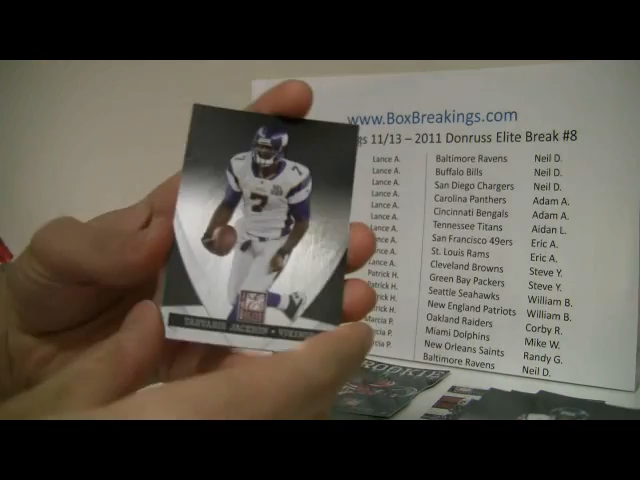 www.BoxBreakings.com
11/13 – 2011 Donruss Elite Break #8
Lance A. Baltimore Ravens Neil D.
Lance A. Buffalo Bills Neil D.
Lance A. San Diego Chargers Neil D.
Lance A. Carolina Panthers Adam A.
Lance A. Cincinnati Bengals Adam A.
Lance A. Tennessee Titans Aidan L.
Lance A. San Francisco 49ers Eric A.
Lance A. St. Louis Rams Eric A.
Lance A. Cleveland Browns Steve Y.
Patrick H. Green Bay Packers Steve Y.
Patrick H. Seattle Seahawks William B.
New England Patriots William B.
Oakland Raiders Corby R.
Marcia P. Miami Dolphins Mike W.
New Orleans Saints Randy G.
Baltimore Ravens Neil D.
7
7
Elite
TARVARIS JACKSON •